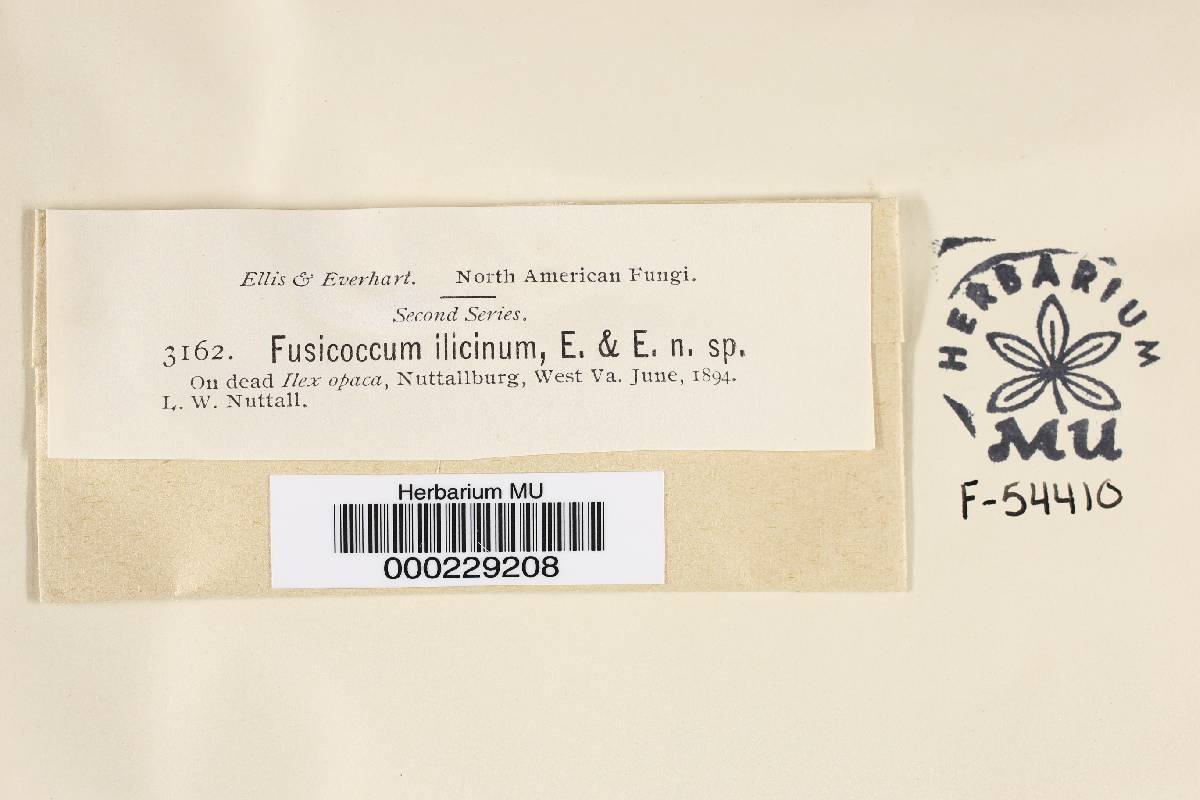 Ellis & Everhart. North American Fungi.
Second Series.
3162. Fusicoccum ilicinum, E. & E. n. sp.
On dead Ilex opaca, Nuttallburg, West Va. June, 1894.
L. W. Nuttall.
Herbarium MU
000229208
HERBARIUM
MU
F-54410